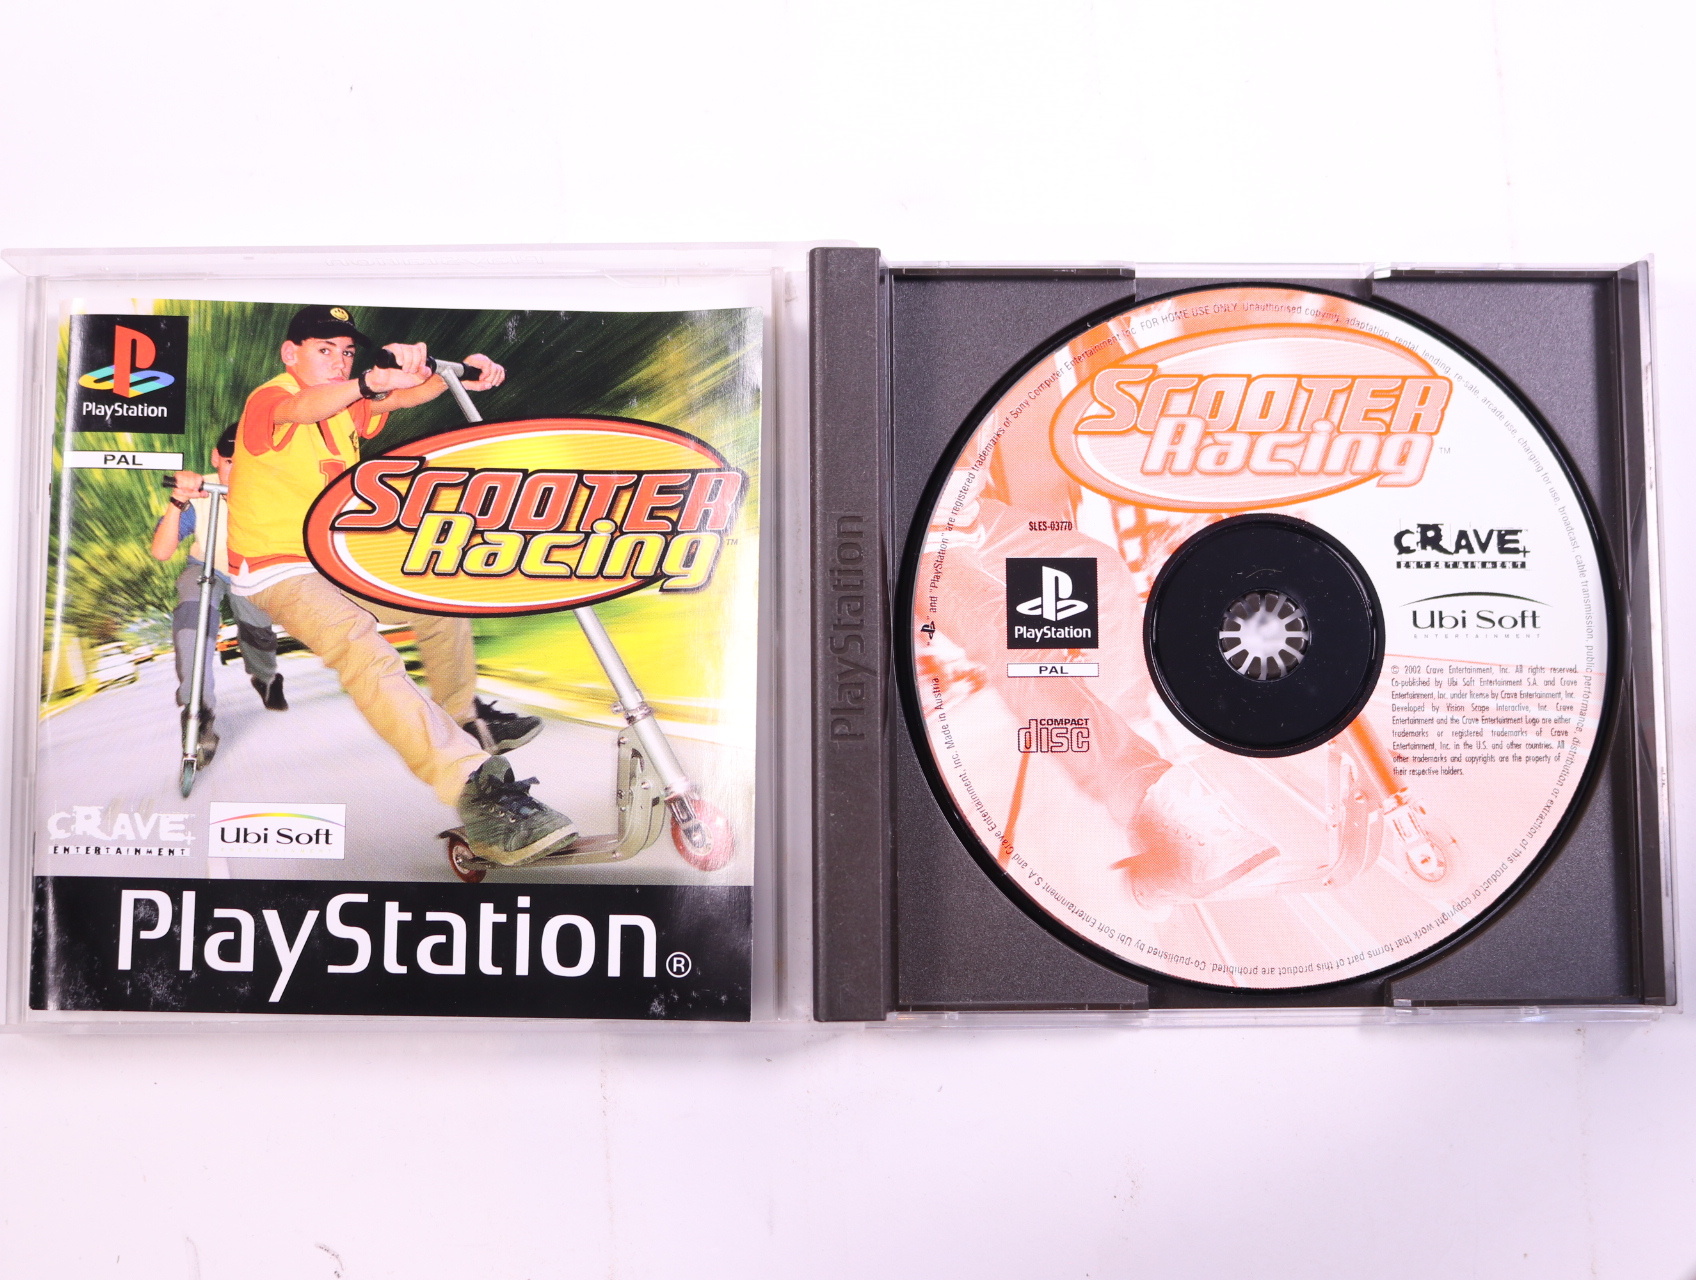 PlayStation
PAL
SCOOTER
Racing™
CRAVE
ENTERTAINMENT
Ubi Soft
PlayStation®
PlayStation
SCOOTER
Racing™
SLES-03770
PlayStation
PAL
COMPACT
disc
CRAVE
ENTERTAINMENT
Ubi Soft
ENTERTAINMENT
© 2002 Crave Entertainment, Inc. All rights reserved.
Co-published by Ubi Soft Entertainment S.A. and Crave
Entertainment, Inc. under license by Crave Entertainment, Inc.
Developed by Vision Scape Interactive, Inc. Crave
Entertainment and the Crave Entertainment Logo are either
trademarks or registered trademarks of Crave
Entertainment, Inc. in the U.S. and other countries. All
other trademarks and copyrights are the property of
their respective holders.
" and "PlayStation" are registered trademarks of Sony Computer Entertainment Inc. FOR HOME USE ONLY. Unauthorised copying, adaptation, rental, lending, re-sale, arcade use, charging for use, broadcast, cable transmission, public performance, distribution or extraction of this product or copyright work that forms part of this product are prohibited. Co-published by Ubi Soft Entertainment S.A. and Crave Entertainment, Inc. Made in Austria.